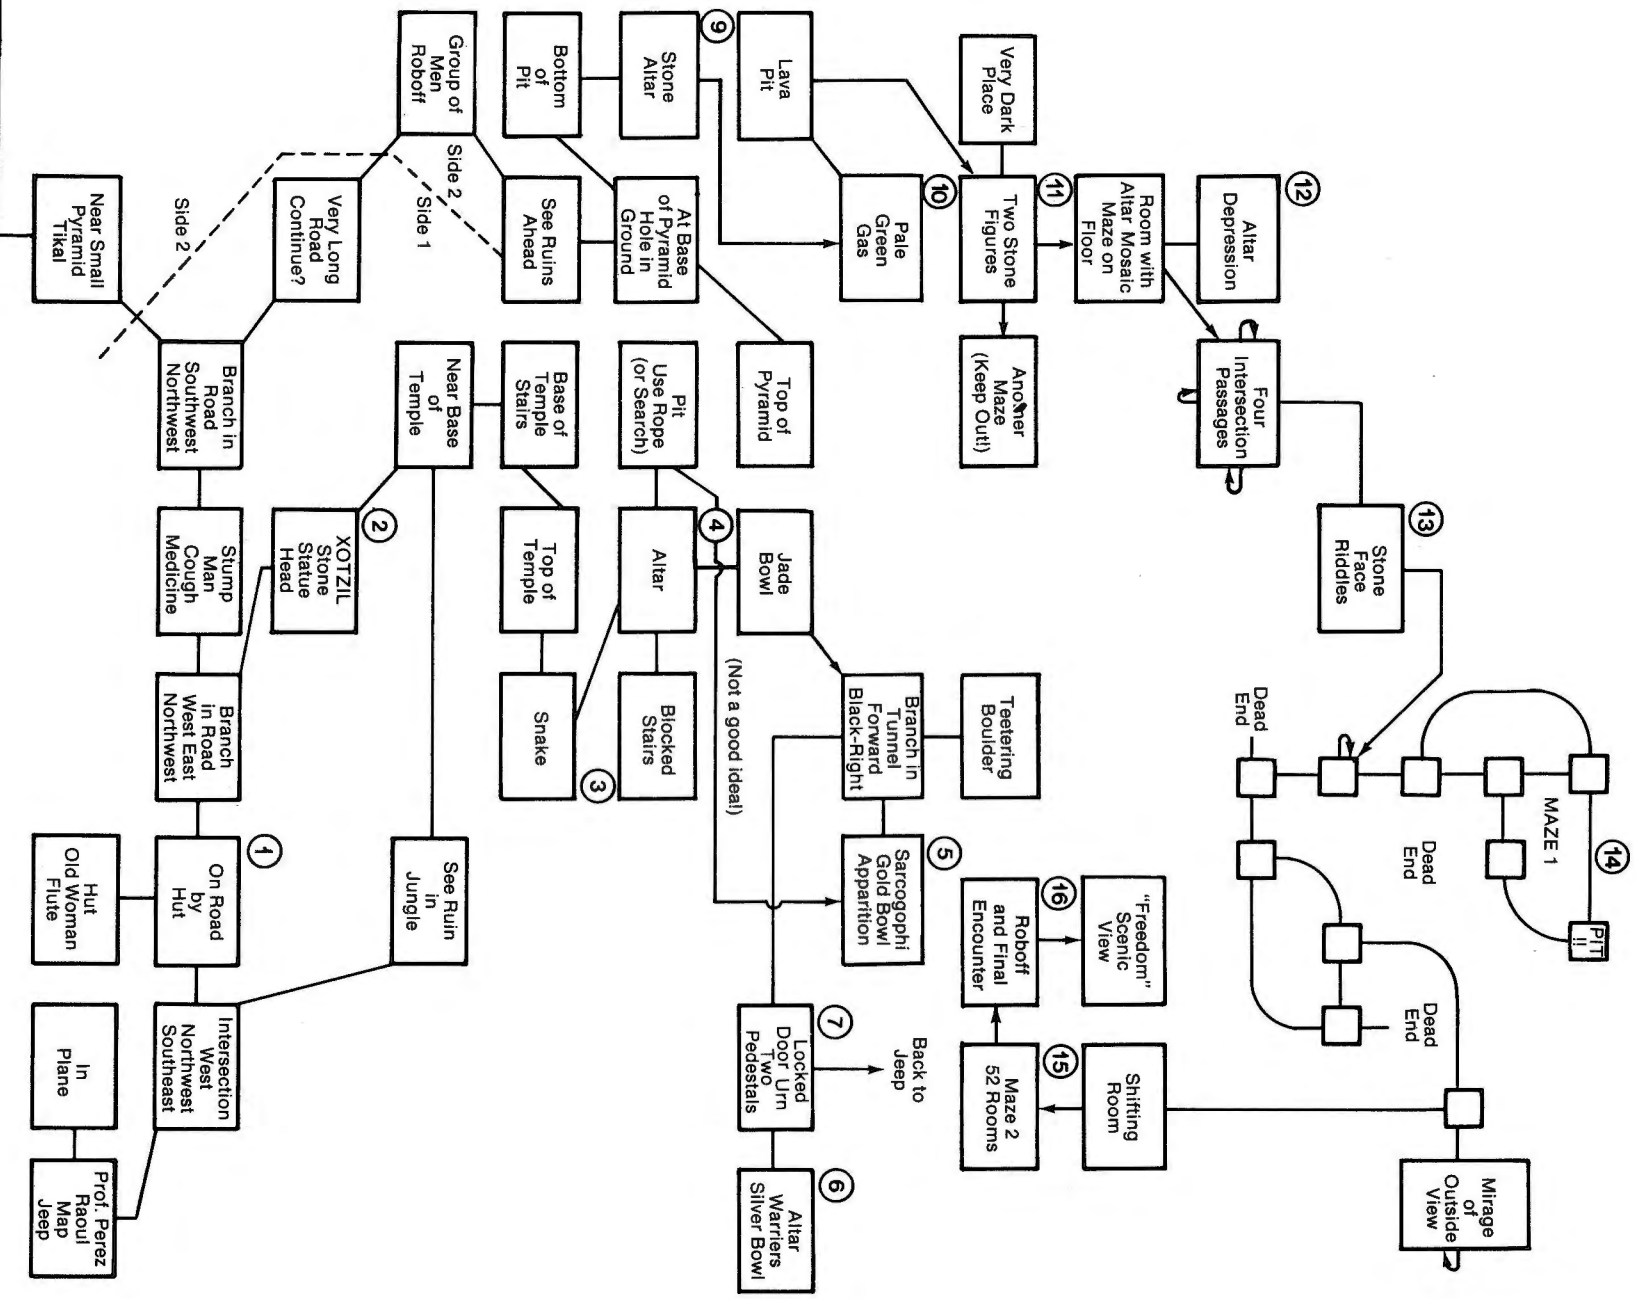 9
Stone
Altar
Bottom
of
Pit
Group of
Men
Roboff
Lava
Pit
Very Dark
Place
10
Pale
Green
Gas
11
Two Stone
Figures
Room with
Altar Mosaic
Maze on
Floor
12
Altar
Depression
At Base
of Pyramid
Hole in
Ground
See Ruins
Ahead
Side 2
Side 1
Very Long
Road
Continue?
Side 2
Near Small
Pyramid
Tikal
Four
Intersection
Passages
Another
Maze
(Keep Out!)
Top of
Pyramid
Pit
Use Rope
(or Search)
Base of
Temple
Stairs
Near Base
of
Temple
Branch in
Road
Southwest
Northwest
13
Stone
Face
Riddles
Jade
Bowl
4
Altar
Top of
Temple
2
XOTZIL
Stone
Statue
Head
Stump
Man
Cough
Medicine
(Not a good idea!)
Teetering
Boulder
Branch in
Tunnel
Forward
Black-Right
Blocked
Stairs
3
Snake
Branch
in Road
West East
Northwest
Dead
End
MAZE 1
14
Dead
End
PIT
!!
Dead
End
5
Sarcogophi
Gold Bowl
Apparition
See Ruin
in
Jungle
1
On Road
by
Hut
Hut
Old Woman
Flute
"Freedom"
Scenic
View
16
Roboff
and Final
Encounter
Shifting
Room
15
Maze 2
52 Rooms
Back to
Jeep
7
Locked
Door Urn
Two
Pedestals
Intersection
West
Northwest
Southeast
In
Plane
Mirage
of
Outside
View
6
Altar
Warriers
Silver Bowl
Prof. Perez
Raoul
Map
Jeep